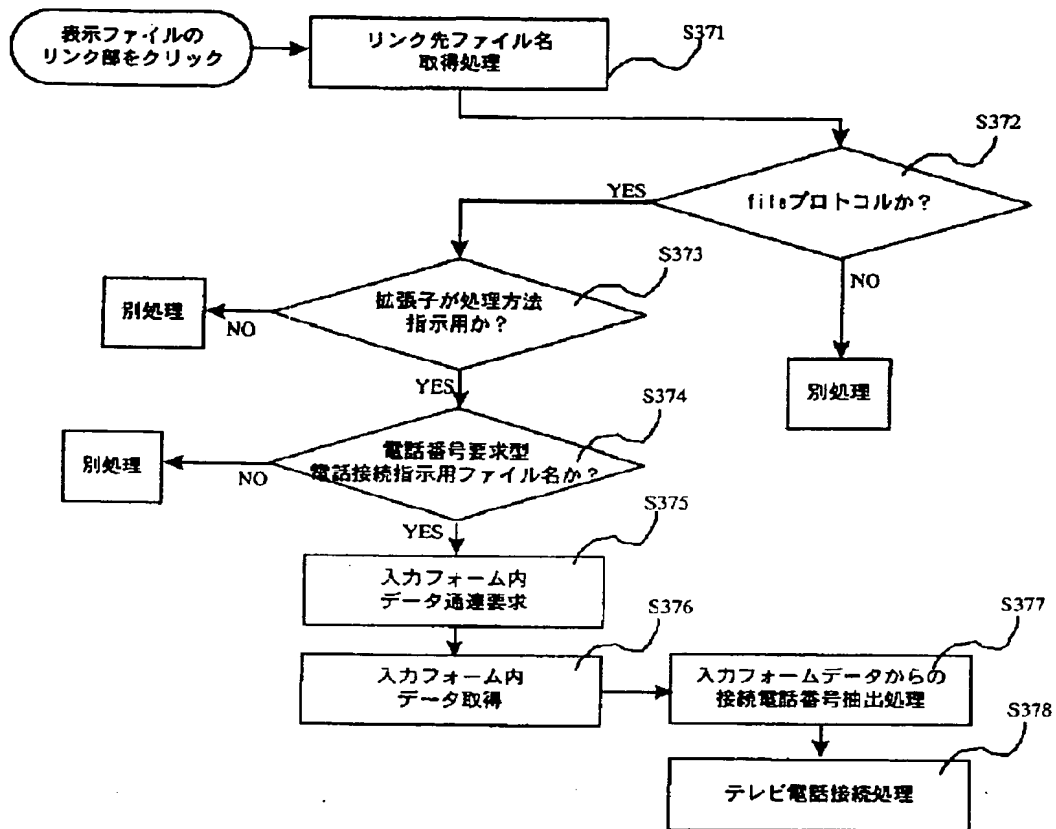 表示ファイルの
リンク部をクリック
リンク先ファイル名
取得処理
S371
S372
fileプロトコルか？
YES
NO
別処理
S373
拡張子が処理方法
指示用か？
NO
別処理
YES
S374
電話番号要求型
電話接続指示用ファイル名か？
NO
別処理
YES
S375
入力フォーム内
データ通達要求
S376
入力フォーム内
データ取得
S377
入力フォームデータからの
接続電話番号抽出処理
S378
テレビ電話接続処理